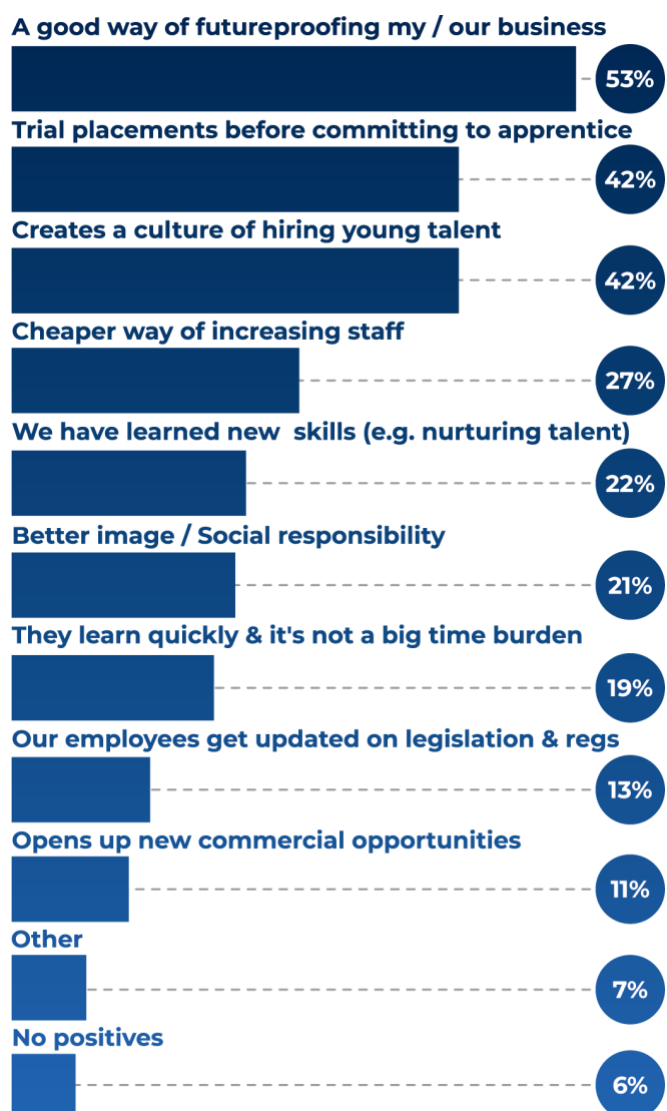 A good way of futureproofing my / our business
53%
Trial placements before committing to apprentice
42%
Creates a culture of hiring young talent
42%
Cheaper way of increasing staff
27%
We have learned new  skills (e.g. nurturing talent)
22%
Better image / Social responsibility
21%
They learn quickly & it's not a big time burden
19%
Our employees get updated on legislation & regs
13%
Opens up new commercial opportunities
11%
Other
7%
No positives
6%